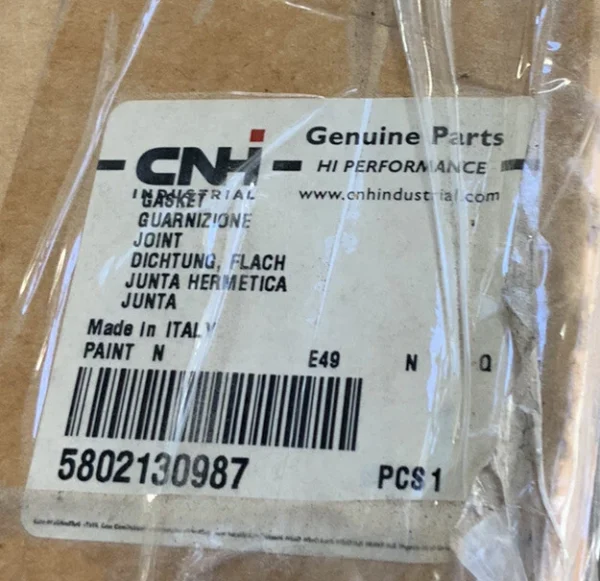 CNH
INDUSTRIAL
Genuine Parts
HI PERFORMANCE
www.cnhindustrial.com
GASKET
GUARNIZIONE
JOINT
DICHTUNG, FLACH
JUNTA HERMETICA
JUNTA
Made in ITALY
PAINT N E49 N Q
5802130987 PCS 1